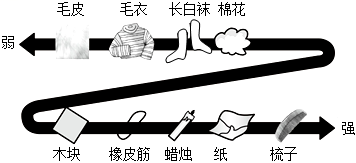 毛皮 毛衣 长白袜 棉花
弱
木块 橡皮筋 蜡烛 纸 梳子
强